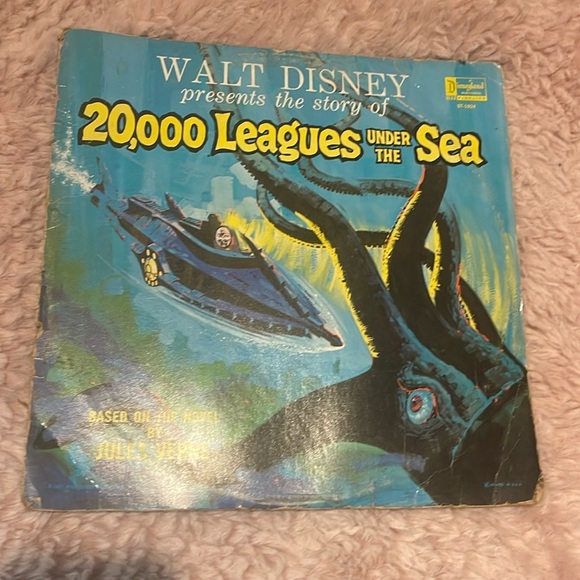 WALT DISNEY
presents the story of
20,000 Leagues UNDER THE Sea
Disneyland
BASED ON THE NOVEL
BY
JULES VERNE